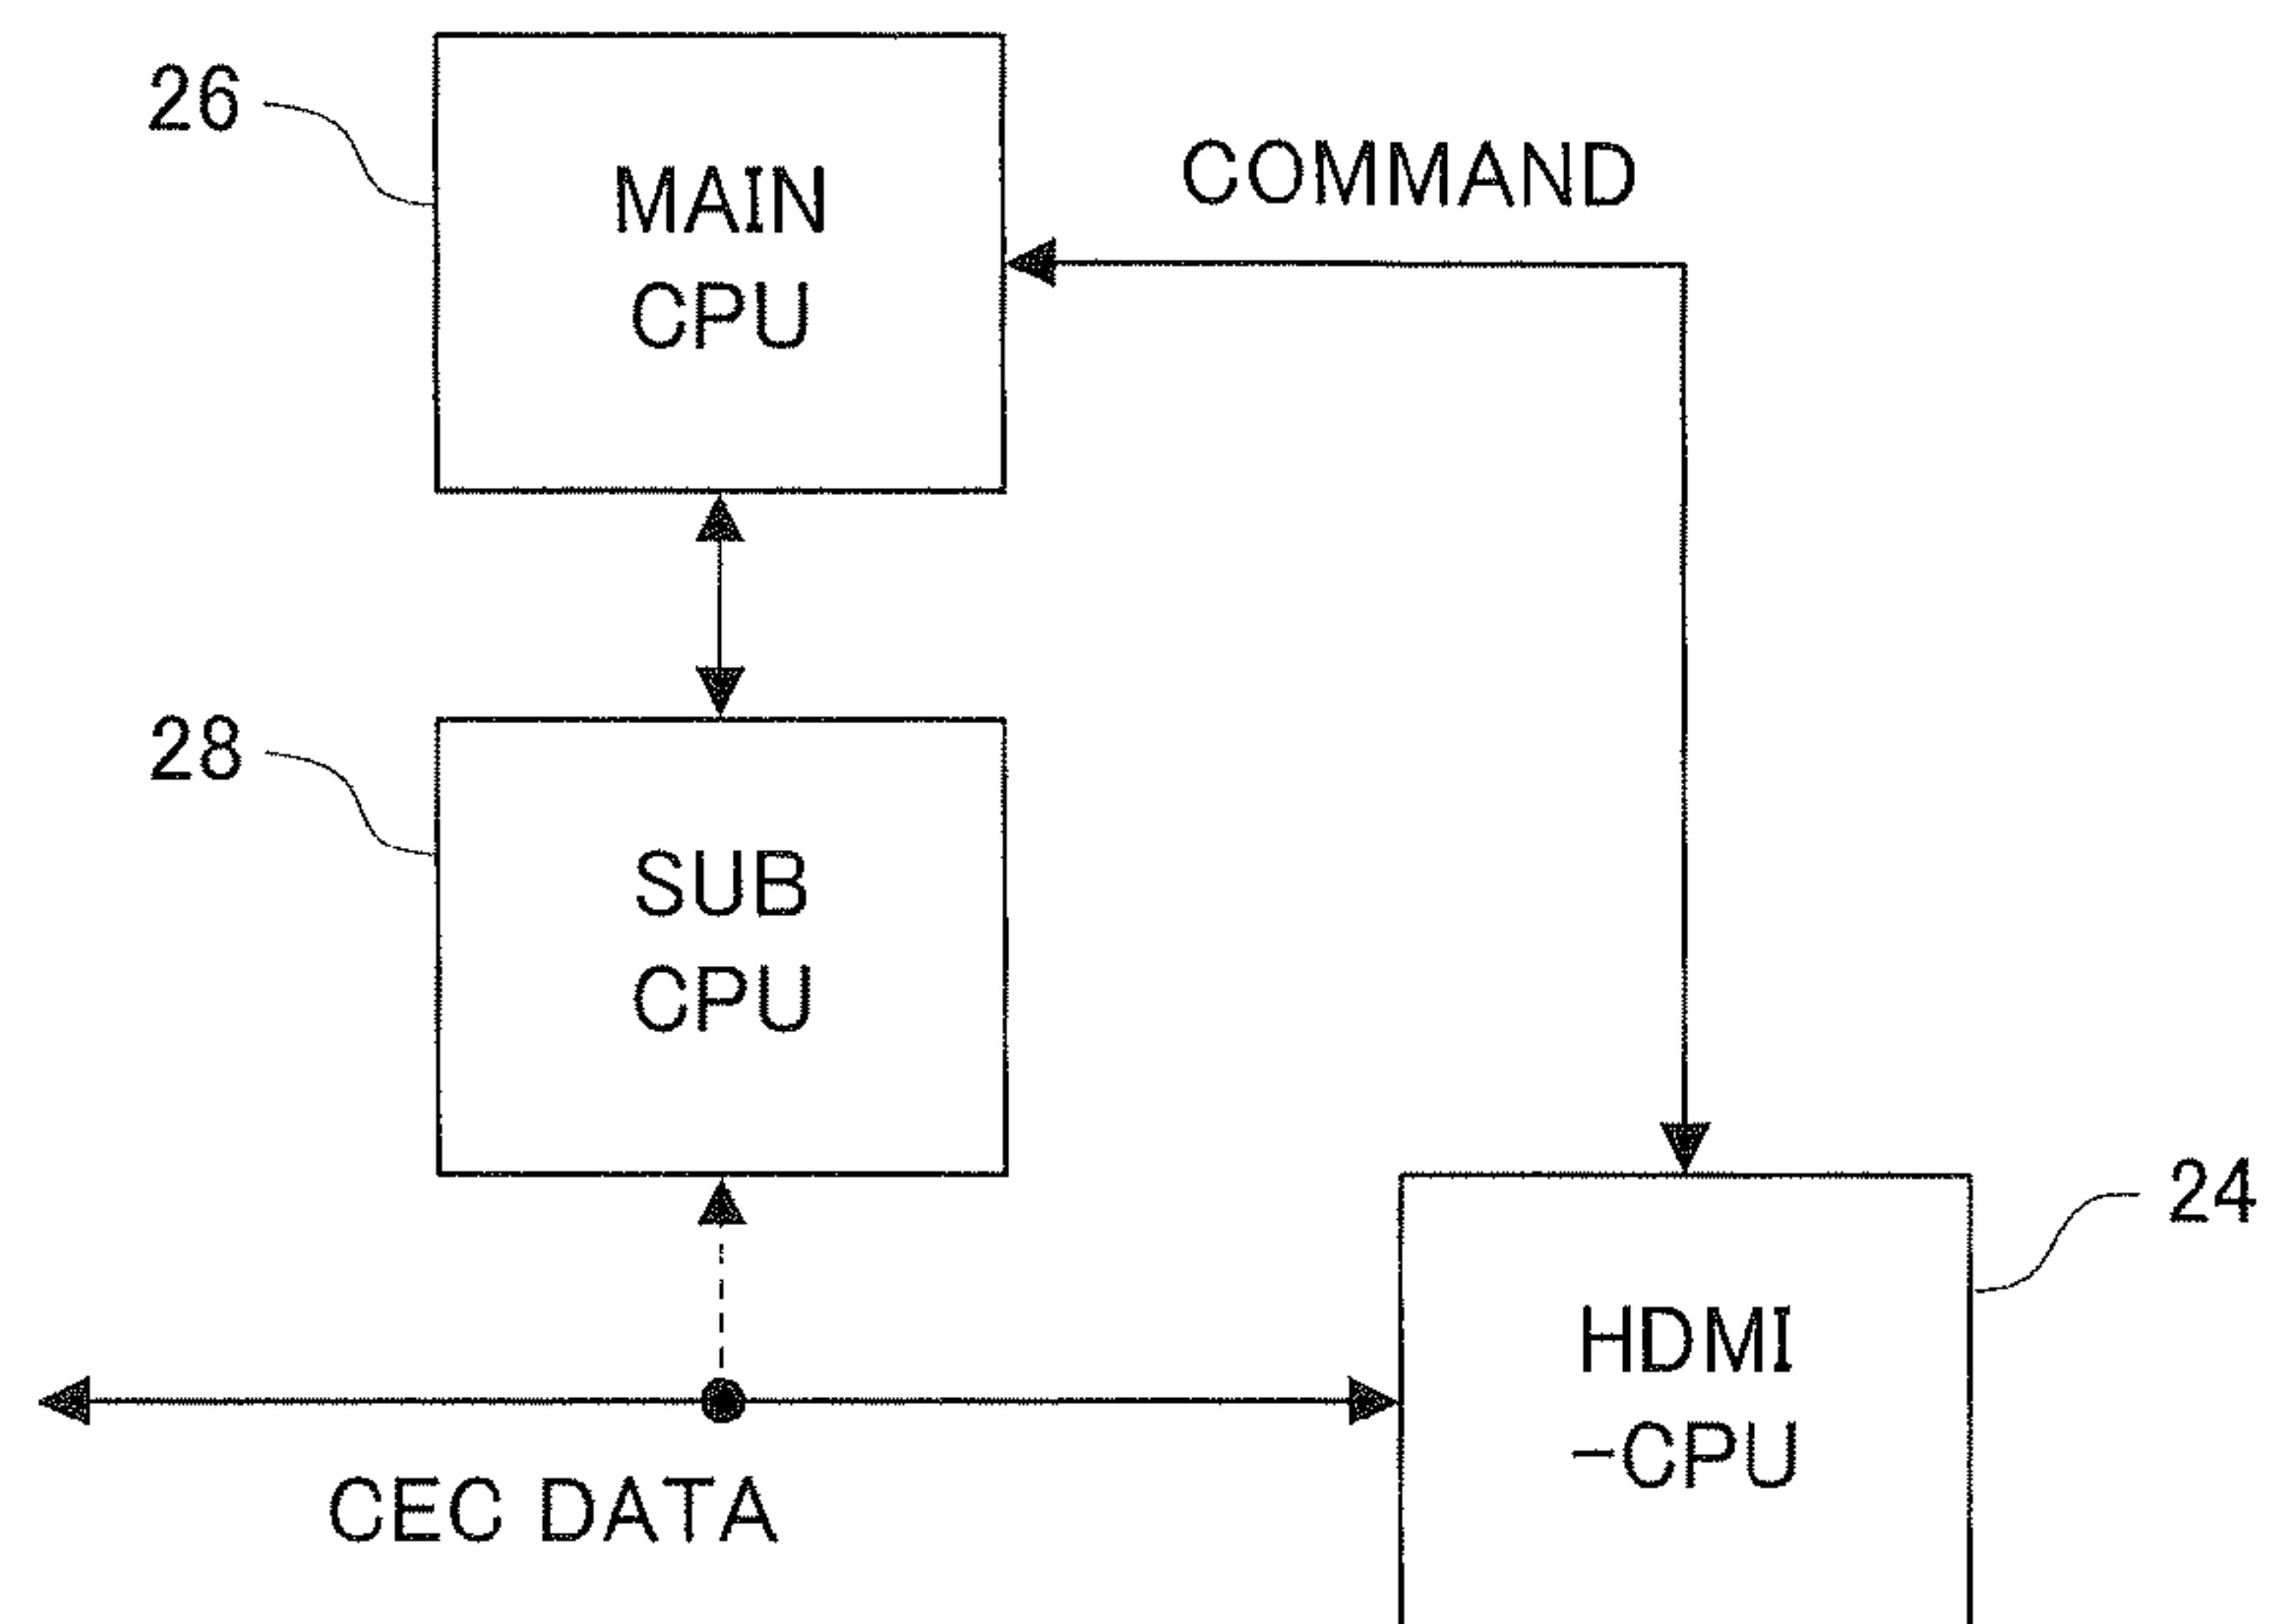 26
MAIN
CPU
COMMAND
28
SUB
CPU
24
HDMI
-CPU
CEC DATA